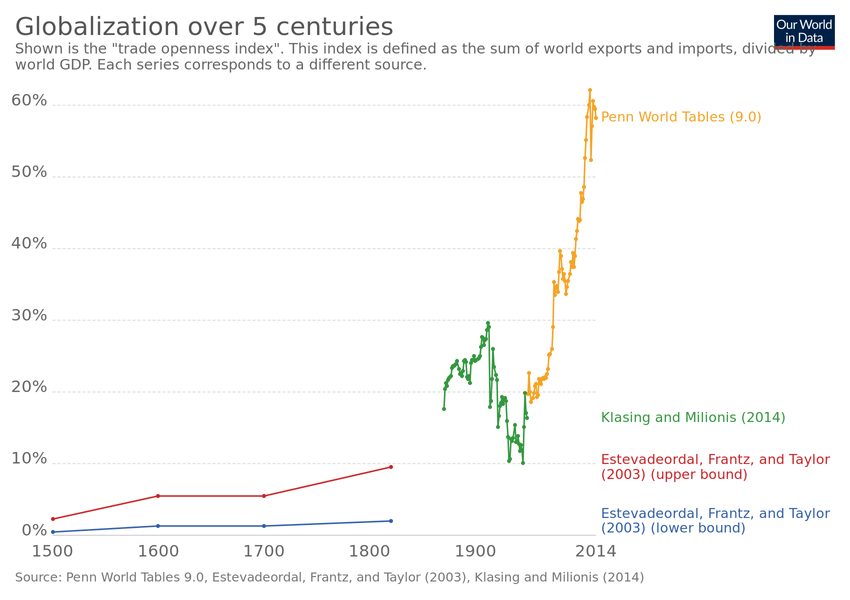 Globalization over 5 centuries
Our World
in Data
Shown is the "trade openness index". This index is defined as the sum of world exports and imports, divided by
world GDP. Each series corresponds to a different source.
60%
Penn World Tables (9.0)
50%
40%
30%
20%
Klasing and Milionis (2014)
10%
Estevadeordal, Frantz, and Taylor
(2003) (upper bound)
Estevadeordal, Frantz, and Taylor
(2003) (lower bound)
0%
1500 1600 1700 1800 1900 2014
Source: Penn World Tables 9.0, Estevadeordal, Frantz, and Taylor (2003), Klasing and Milionis (2014)